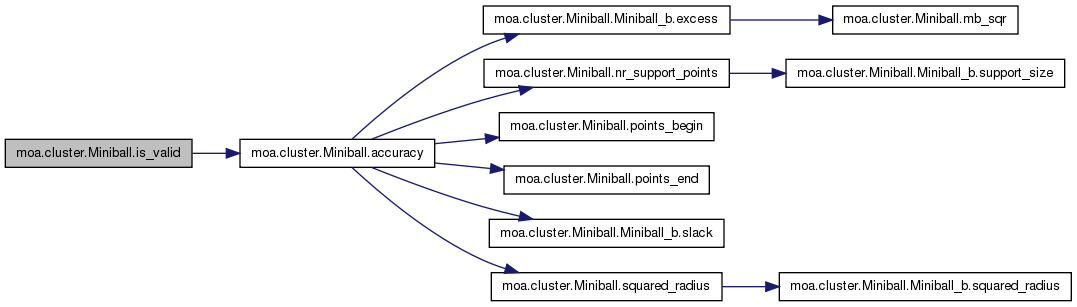 moa.cluster.Miniball.Miniball_b.excess
moa.cluster.Miniball.mb_sqr
moa.cluster.Miniball.nr_support_points
moa.cluster.Miniball.Miniball_b.support_size
moa.cluster.Miniball.points_begin
moa.cluster.Miniball.is_valid
moa.cluster.Miniball.accuracy
moa.cluster.Miniball.points_end
moa.cluster.Miniball.Miniball_b.slack
moa.cluster.Miniball.squared_radius
moa.cluster.Miniball.Miniball_b.squared_radius